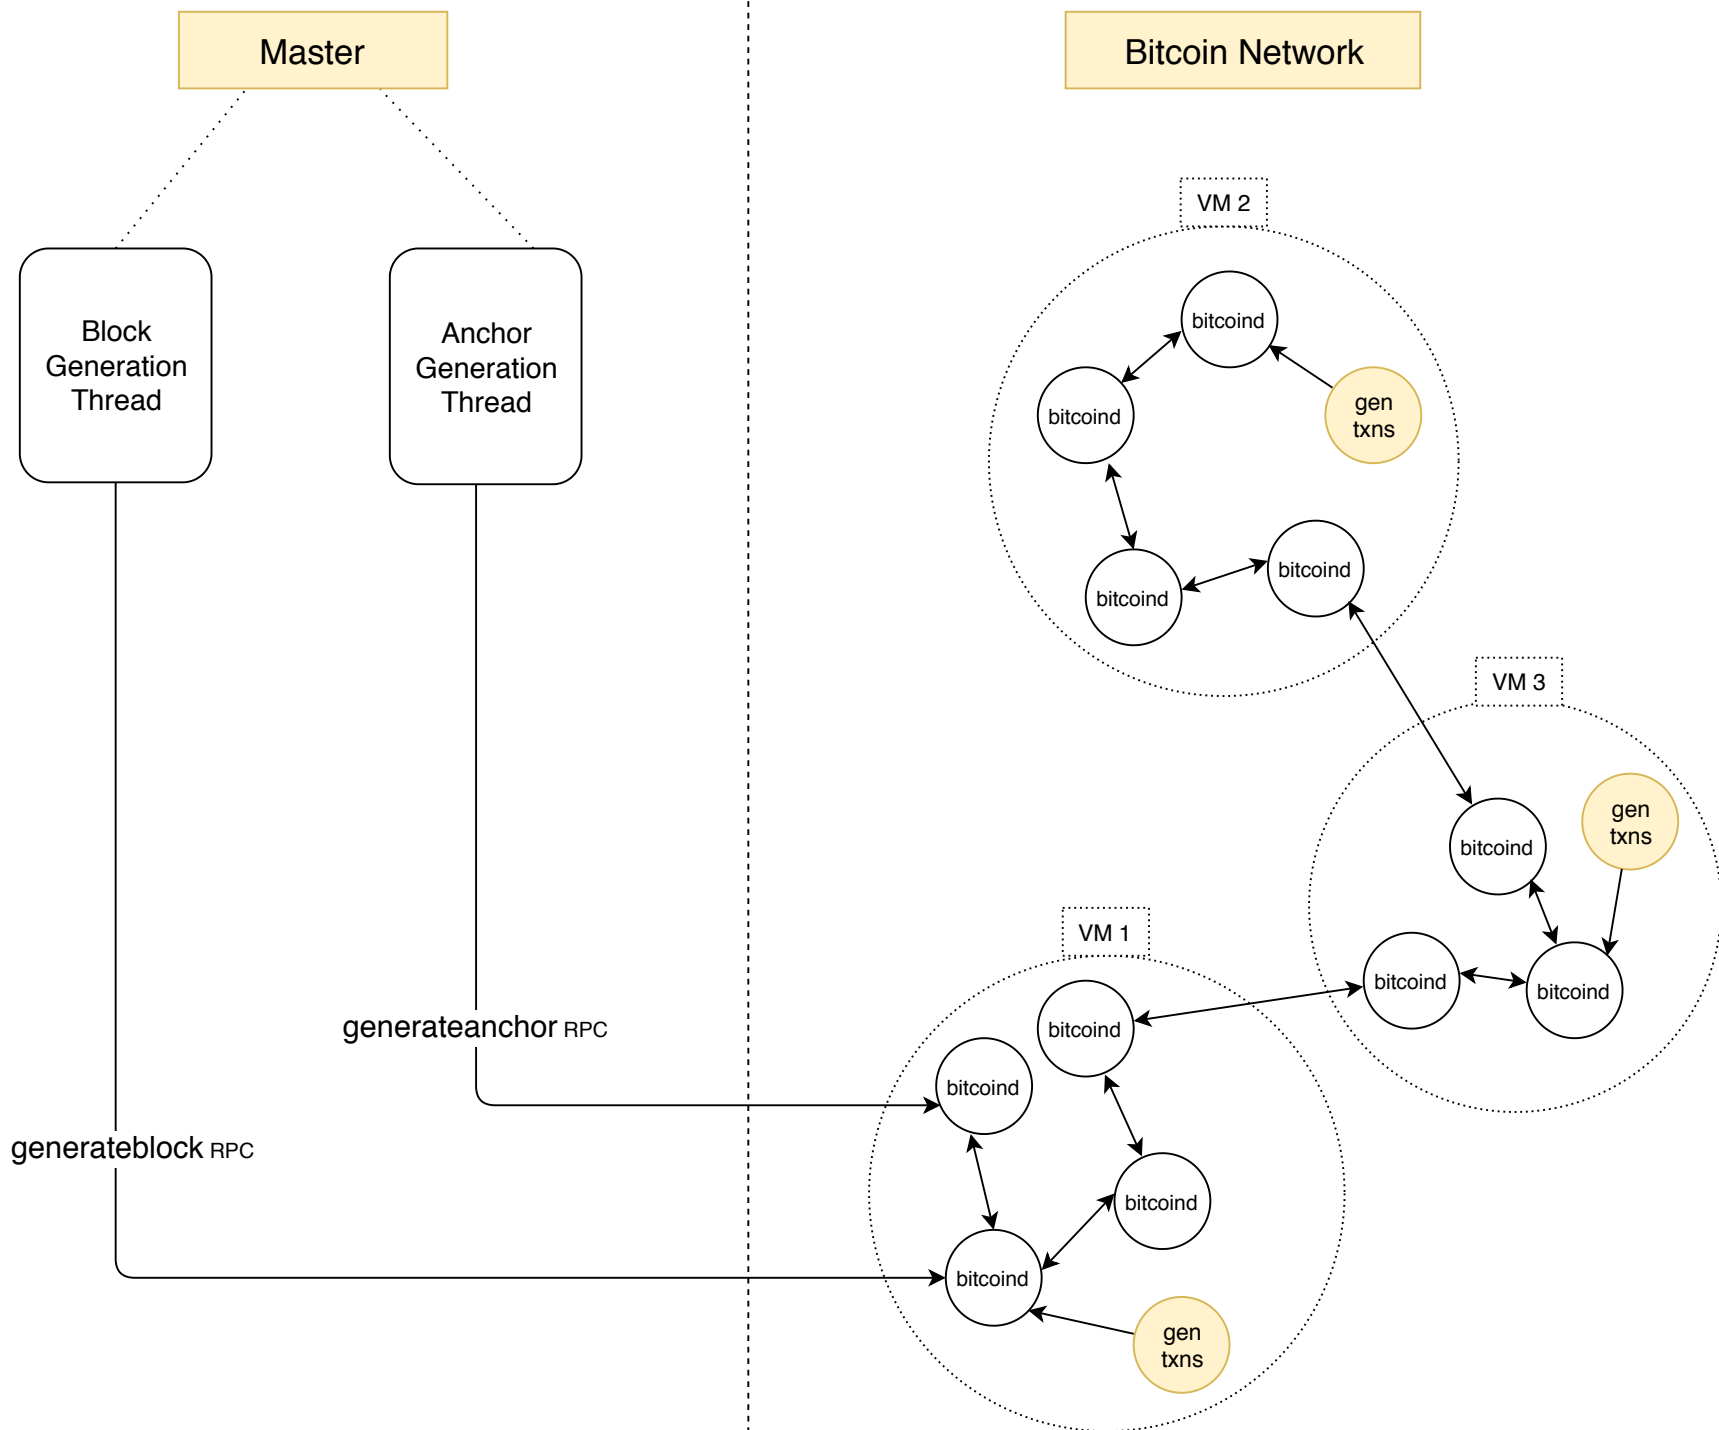 Master
Bitcoin Network
Block
Generation
Thread
Anchor
Generation
Thread
generateanchor RPC
generateblock RPC
VM 2
bitcoind
bitcoind
gen
txns
bitcoind
bitcoind
VM 3
bitcoind
gen
txns
bitcoind
bitcoind
VM 1
bitcoind
bitcoind
bitcoind
bitcoind
gen
txns